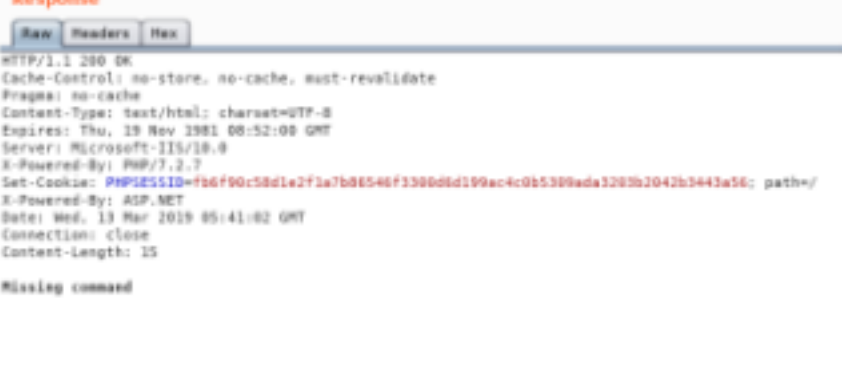 Response
Raw Headers Hex
HTTP/1.1 200 OK
Cache-Control: no-store, no-cache, must-revalidate
Pragma: no-cache
Content-Type: text/html; charset=UTF-8
Expires: Thu, 19 Nov 1981 08:52:00 GMT
Server: Microsoft-IIS/10.0
X-Powered-By: PHP/7.2.7
Set-Cookie: PHPSESSID= path=/
X-Powered-By: ASP.NET
Date: Wed, 13 Mar 2019 05:41:02 GMT
Connection: close
Content-Length: 15
Missing command